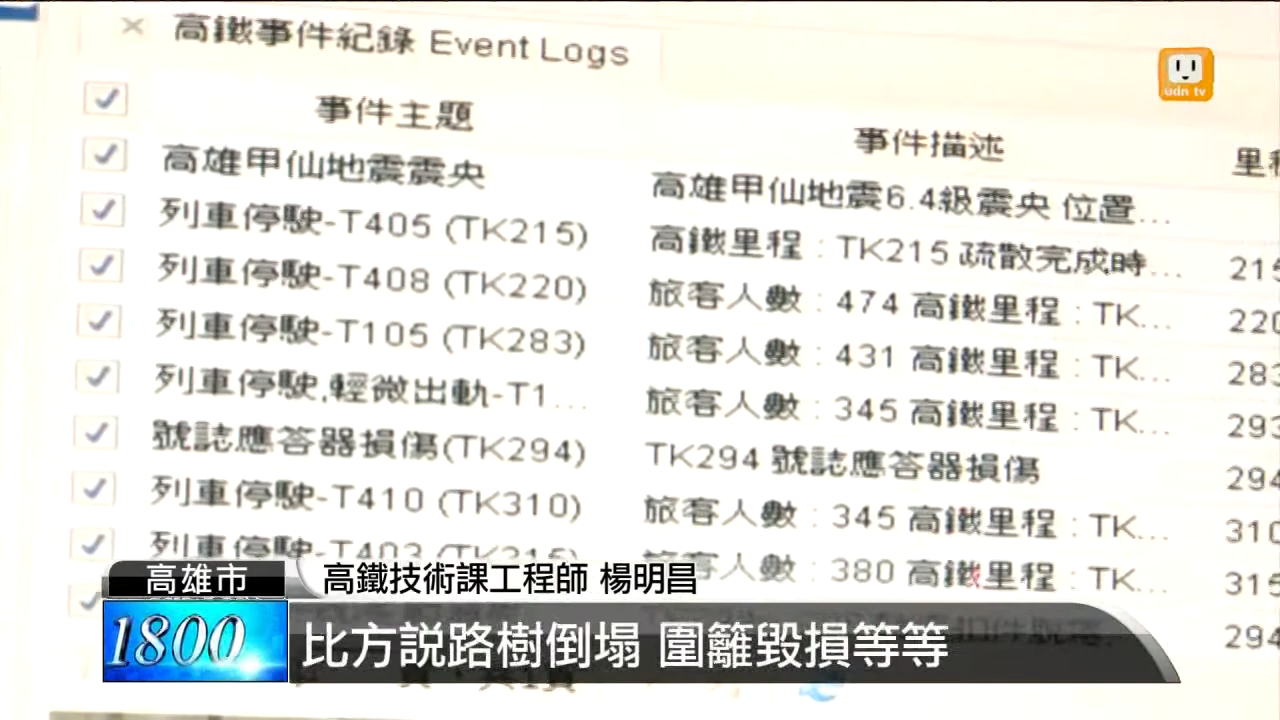 高鐵事件紀錄 Event Logs
udn tv
事件主題 事件描述 里程
高雄甲仙地震震央 高雄甲仙地震6.4級震央 位置...
列車停駛-T405 (TK215) 高鐵里程 : TK215 疏散完成時... 215
列車停駛-T408 (TK220) 旅客人數 : 474 高鐵里程 : TK... 220
列車停駛-T105 (TK283) 旅客人數 : 431 高鐵里程 : TK... 283
列車停駛,輕微出軌-T1... 旅客人數 : 345 高鐵里程 : TK... 293
號誌應答器損傷(TK294) TK294 號誌應答器損傷 294
列車停駛-T410 (TK310) 旅客人數 : 345 高鐵里程 : TK... 310
列車停駛-T403 (TK315) 旅客人數 : 380 高鐵里程 : TK... 315
294
高雄市 高鐵技術課工程師 楊明昌
1800 比方説路樹倒塌 圍籬毀損等等